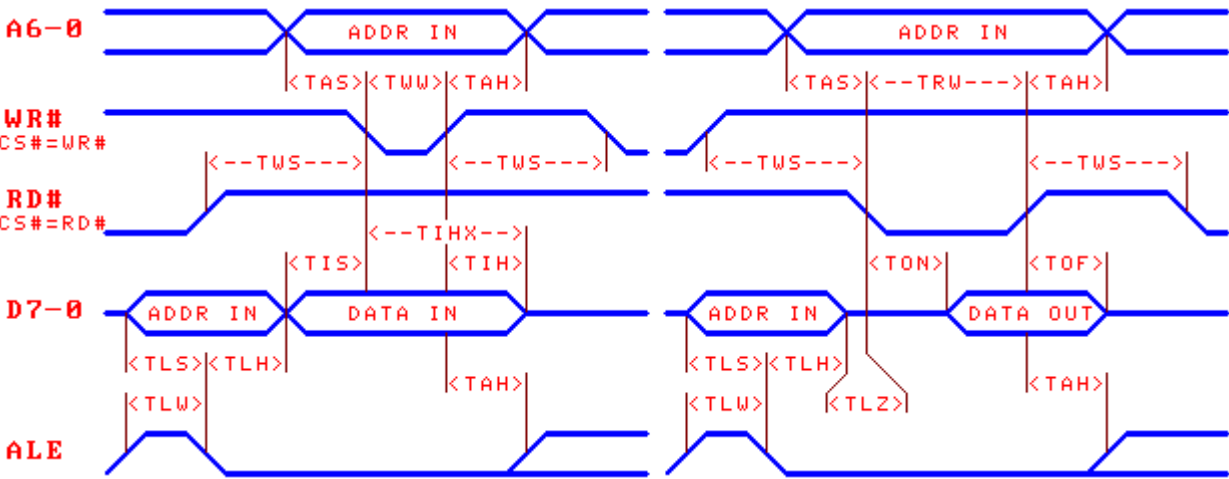 A6-0 ADDR IN ADDR IN
<TAS><TWW><TAH> <TAS><--TRW---><TAH>
WR#
CS#=WR#
<--TWS---> <--TWS---> <--TWS---> <--TWS--->
RD#
CS#=RD#
<--TIHX-->
<TIS> <TIH> <TON> <TOF>
D7-0 ADDR IN DATA IN ADDR IN DATA OUT
<TLS><TLH> <TLS><TLH>
<TAH> <TAH>
<TLW> <TLW> <TLZ>
ALE